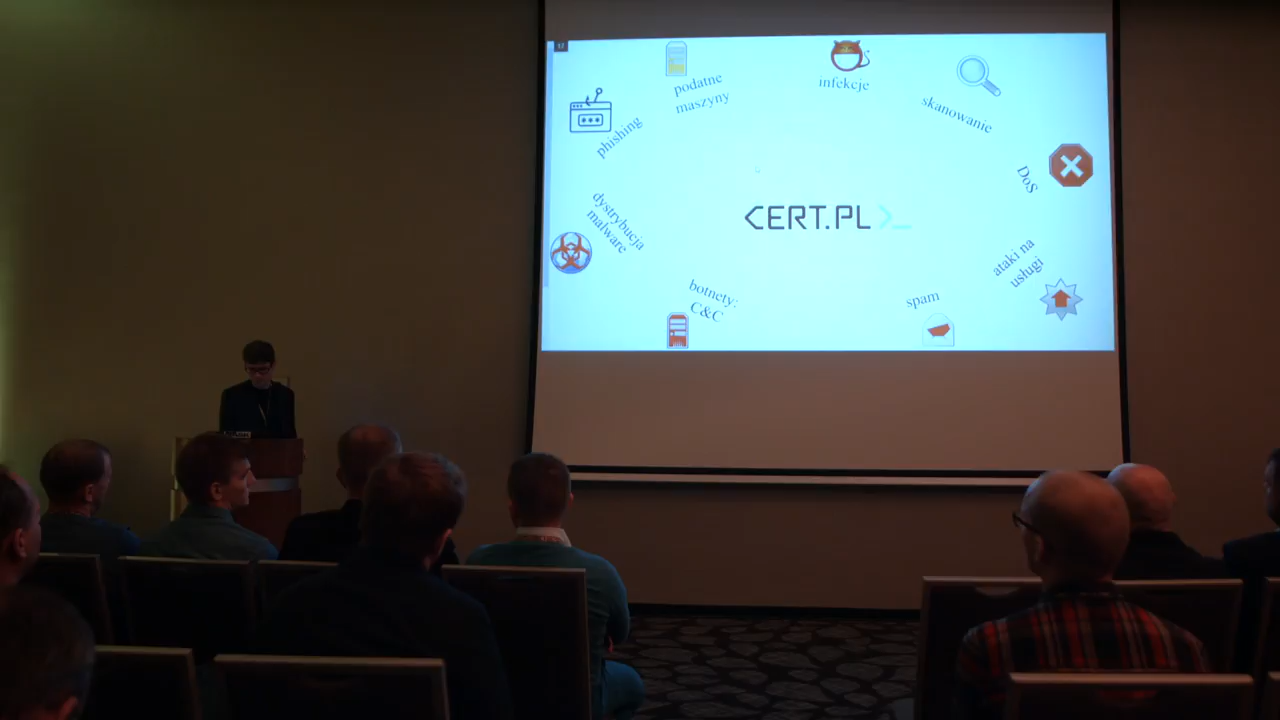 podatne
maszyny
infekcje
skanowanie
phishing
DoS
dystrybucja
malware
CERT.PL>_
ataki na
usługi
botnety:
C&C
spam